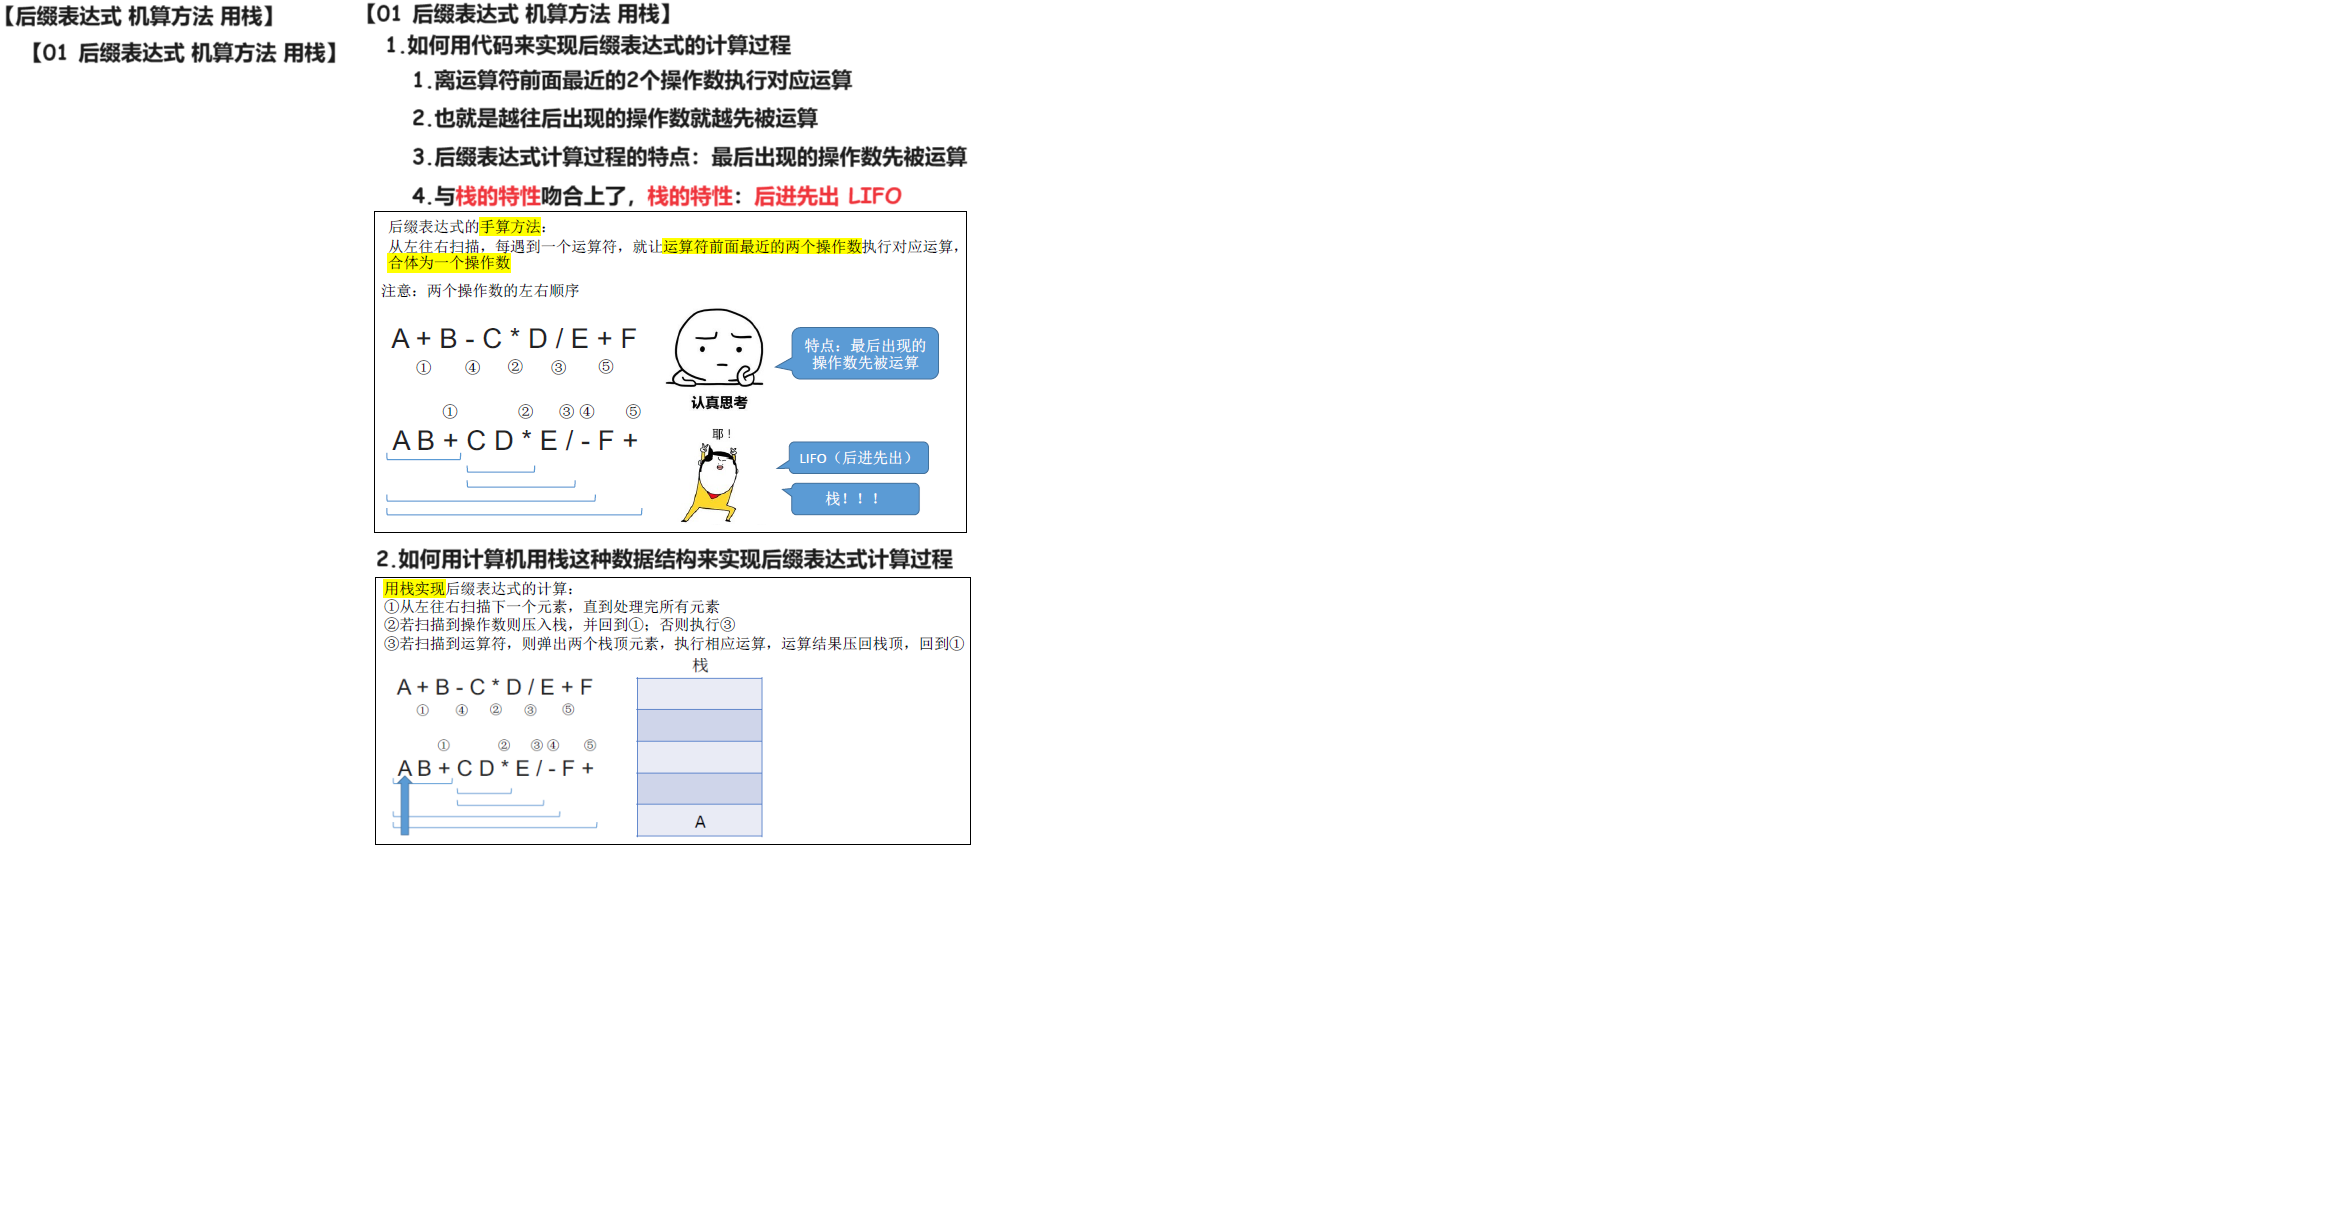 【后缀表达式 机算方法 用栈】
【01 后缀表达式 机算方法 用栈】
【01 后缀表达式 机算方法 用栈】
1.如何用代码来实现后缀表达式的计算过程
1.离运算符前面最近的2个操作数执行对应运算
2.也就是越往后出现的操作数就越先被运算
3.后缀表达式计算过程的特点：最后出现的操作数先被运算
4.与栈的特性吻合上了，栈的特性：后进先出 LIFO
后缀表达式的手算方法：
从左往右扫描，每遇到一个运算符，就让运算符前面最近的两个操作数执行对应运算，
合体为一个操作数
注意：两个操作数的左右顺序
A + B - C * D / E + F
① ④ ② ③ ⑤
① ② ③ ④ ⑤
A B + C D * E / - F +
特点：最后出现的
操作数先被运算
认真思考
耶！
LIFO（后进先出）
栈！！！
2.如何用计算机用栈这种数据结构来实现后缀表达式计算过程
用栈实现后缀表达式的计算：
①从左往右扫描下一个元素，直到处理完所有元素
②若扫描到操作数则压入栈，并回到①；否则执行③
③若扫描到运算符，则弹出两个栈顶元素，执行相应运算，运算结果压回栈顶，回到①
栈
A + B - C * D / E + F
① ④ ② ③ ⑤
① ② ③ ④ ⑤
A B + C D * E / - F +
A